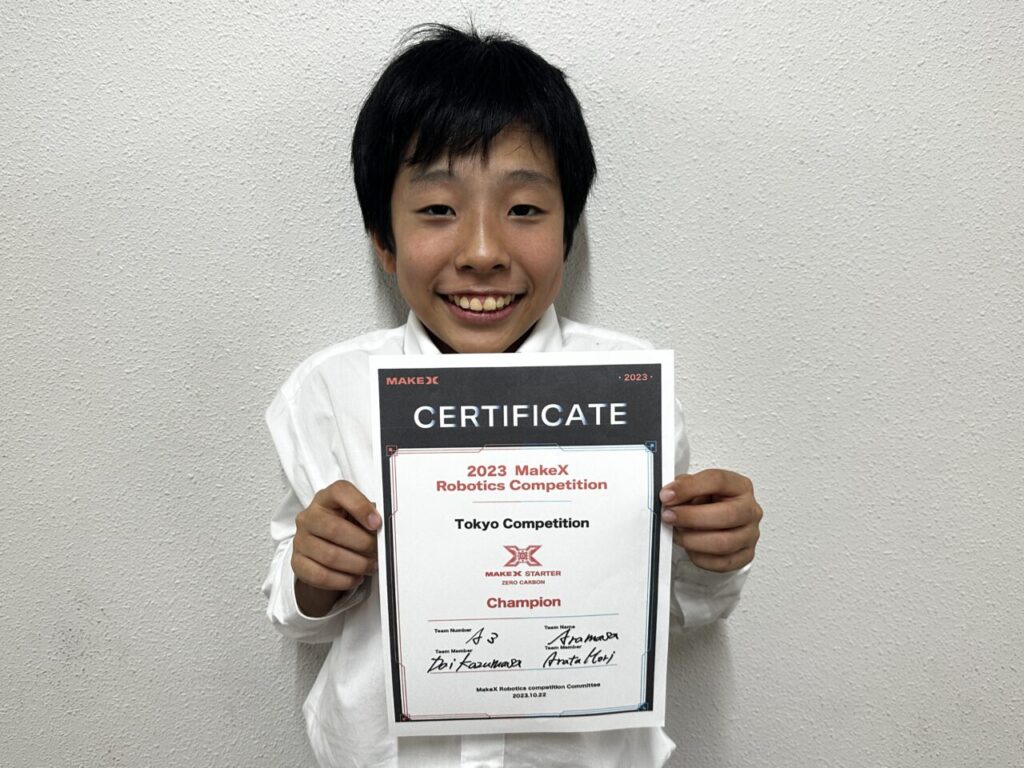 MAKEX · 2023 ·
CERTIFICATE
2023 MakeX
Robotics Competition
Tokyo Competition
MAKEX STARTER
ZERO CARBON
Champion
Team Number A3 Team Name Aramasa
Team Member Doi Kazumasa Team Member Arata Mori
MakeX Robotics competition Committee
2023.10.22